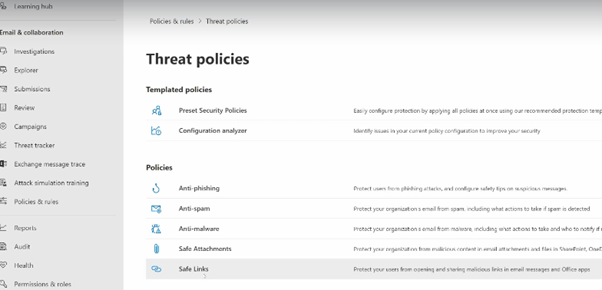 Learning hub
Email & collaboration
Investigations
Explorer
Submissions
Review
Campaigns
Threat tracker
Exchange message trace
Attack simulation training
Policies & rules
Reports
Audit
Health
Permissions & roles
Policies & rules > Threat policies
Threat policies
Templated policies
Preset Security Policies Easily configure protection by applying all policies at once using our recommended protection temp
Configuration analyzer Identify issues in your current policy configuration to improve your security
Policies
Anti-phishing Protect users from phishing attacks, and configure safety tips on suspicious messages.
Anti-spam Protect your organization's email from spam, including what actions to take if spam is detected
Anti-malware Protect your organization's email from malware, including what actions to take and who to notify if
Safe Attachments Protect your organization from malicious content in email attachments and files in SharePoint, OneD
Safe Links Protect your users from opening and sharing malicious links in email messages and Office apps